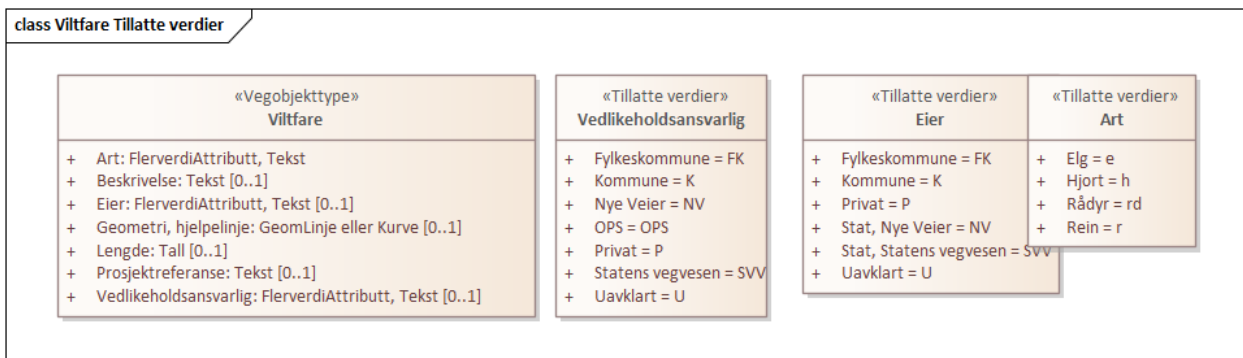 class Viltfare Tillatte verdier
«Vegobjekttype»
Viltfare
+ Art: FlerverdiAttributt, Tekst
+ Beskrivelse: Tekst [0..1]
+ Eier: FlerverdiAttributt, Tekst [0..1]
+ Geometri, hjelpelinje: GeomLinje eller Kurve [0..1]
+ Lengde: Tall [0..1]
+ Prosjektreferanse: Tekst [0..1]
+ Vedlikeholdsansvarlig: FlerverdiAttributt, Tekst [0..1]
«Tillatte verdier»
Vedlikeholdsansvarlig
+ Fylkeskommune = FK
+ Kommune = K
+ Nye Veier = NV
+ OPS = OPS
+ Privat = P
+ Statens vegvesen = SVV
+ Uavklart = U
«Tillatte verdier»
Eier
+ Fylkeskommune = FK
+ Kommune = K
+ Privat = P
+ Stat, Nye Veier = NV
+ Stat, Statens vegvesen = SVV
+ Uavklart = U
«Tillatte verdier»
Art
+ Elg = e
+ Hjort = h
+ Rådyr = rd
+ Rein = r